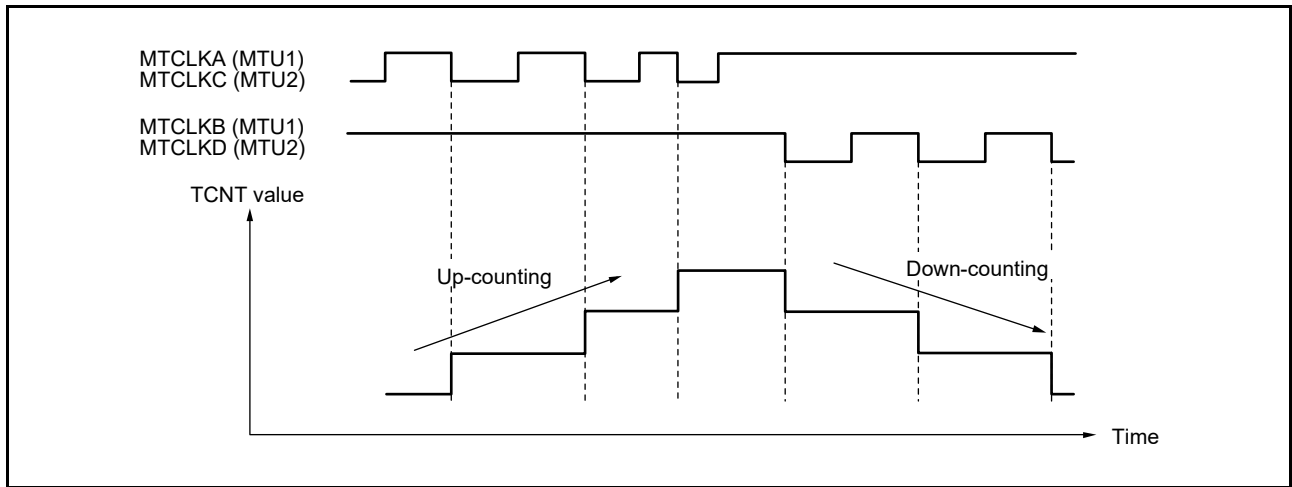 MTCLKA (MTU1)
MTCLKC (MTU2)
MTCLKB (MTU1)
MTCLKD (MTU2)
TCNT value
Up-counting
Down-counting
Time